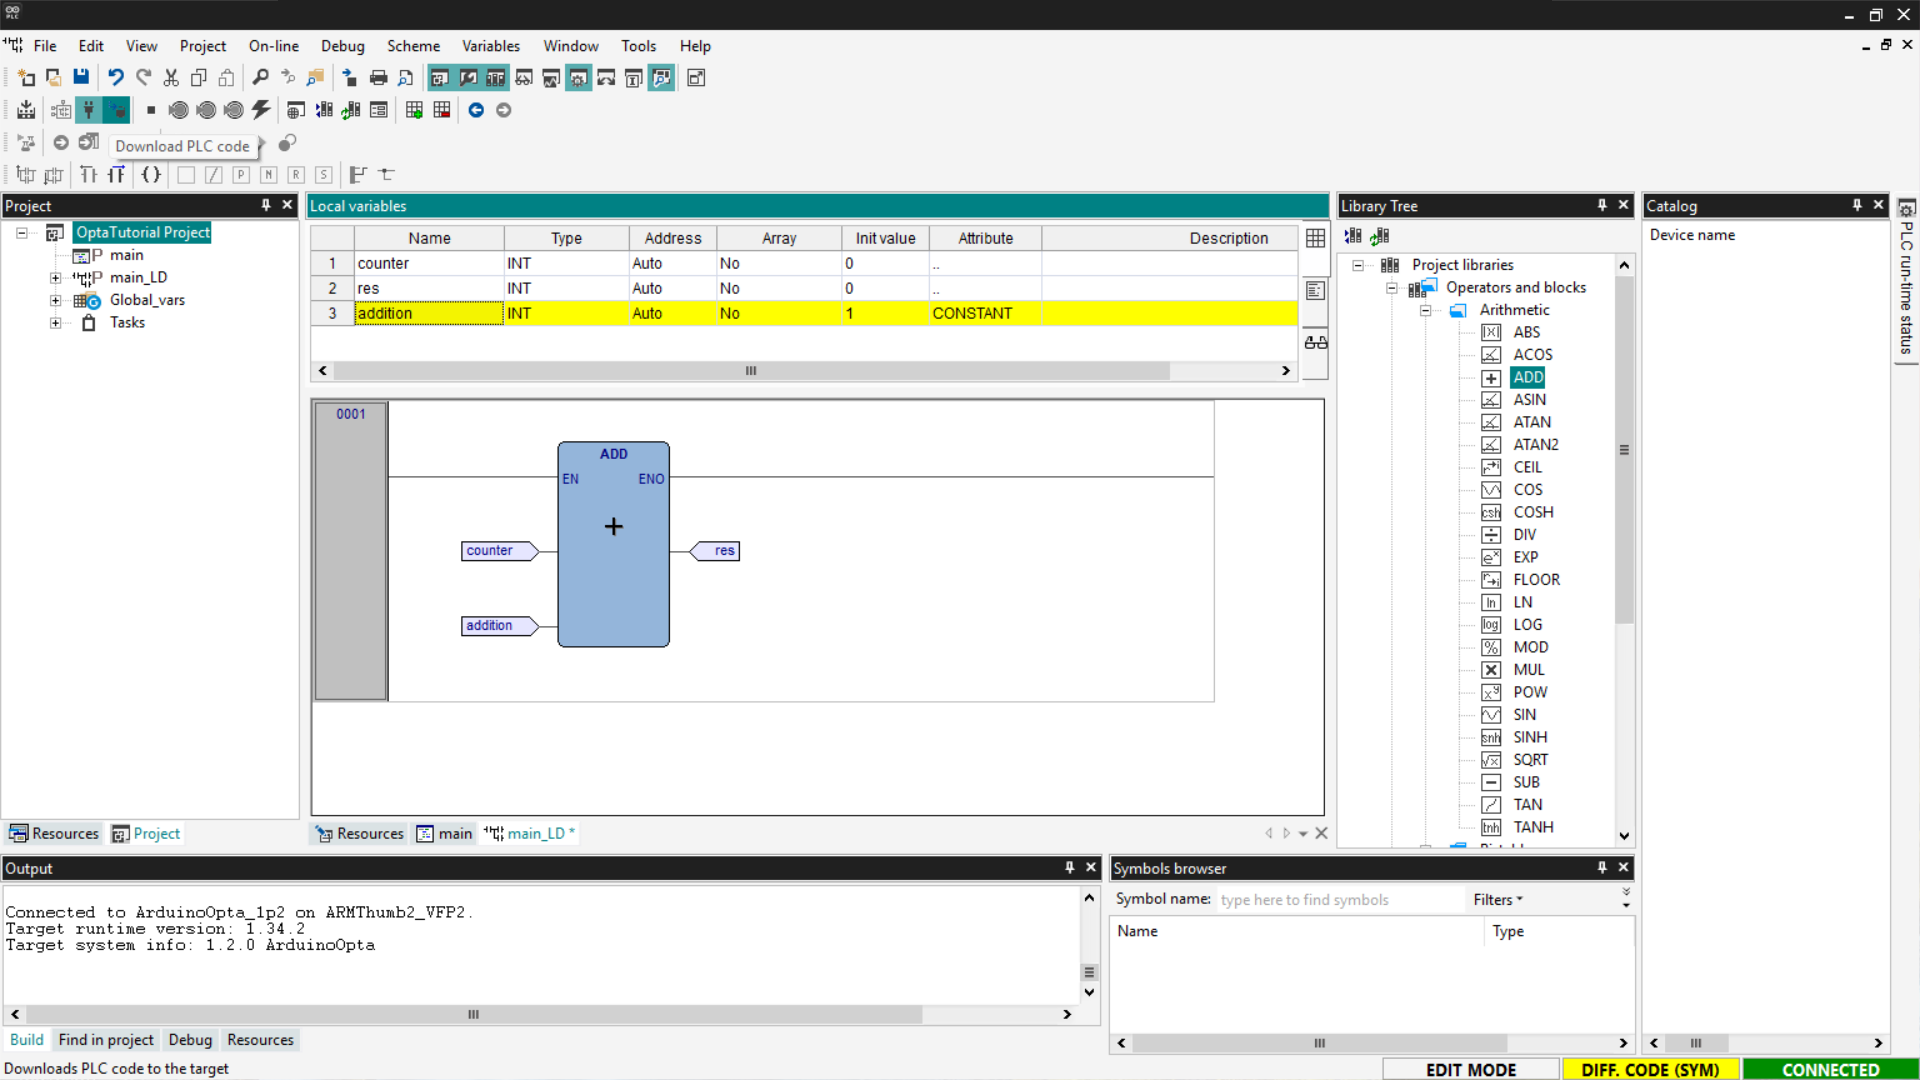 PLC
File Edit View Project On-line Debug Scheme Variables Window Tools Help
Download PLC code
P N R S
Project
OptaTutorial Project
main
main_LD
Global_vars
Tasks
Resources Project
Local variables
Name Type Address Array Init value Attribute Description
1 counter INT Auto No 0 ..
2 res INT Auto No 0 ..
3 addition INT Auto No 1 CONSTANT
0001
ADD
EN ENO
+
counter res
addition
Resources main main_LD *
Library Tree
Project libraries
Operators and blocks
Arithmetic
ABS
ACOS
ADD
ASIN
ATAN
ATAN2
CEIL
COS
csh COSH
DIV
EXP
FLOOR
ln LN
log LOG
% MOD
MUL
POW
SIN
snh SINH
SQRT
SUB
TAN
tnh TANH
Catalog
Device name
PLC run-time status
Output
Connected to ArduinoOpta_1p2 on ARMThumb2_VFP2.
Target runtime version: 1.34.2
Target system info: 1.2.0 ArduinoOpta
Build Find in project Debug Resources
Symbols browser
Symbol name: type here to find symbols Filters
Name Type
Downloads PLC code to the target
EDIT MODE DIFF. CODE (SYM) CONNECTED